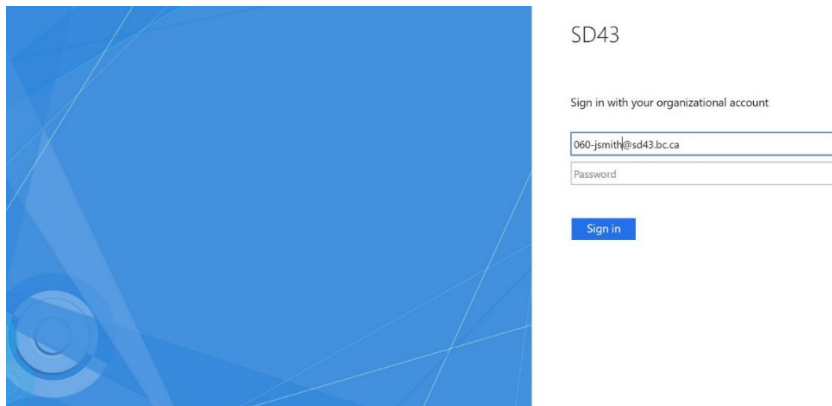 SD43
Sign in with your organizational account
060-jsmith@sd43.bc.ca
Password
Sign in